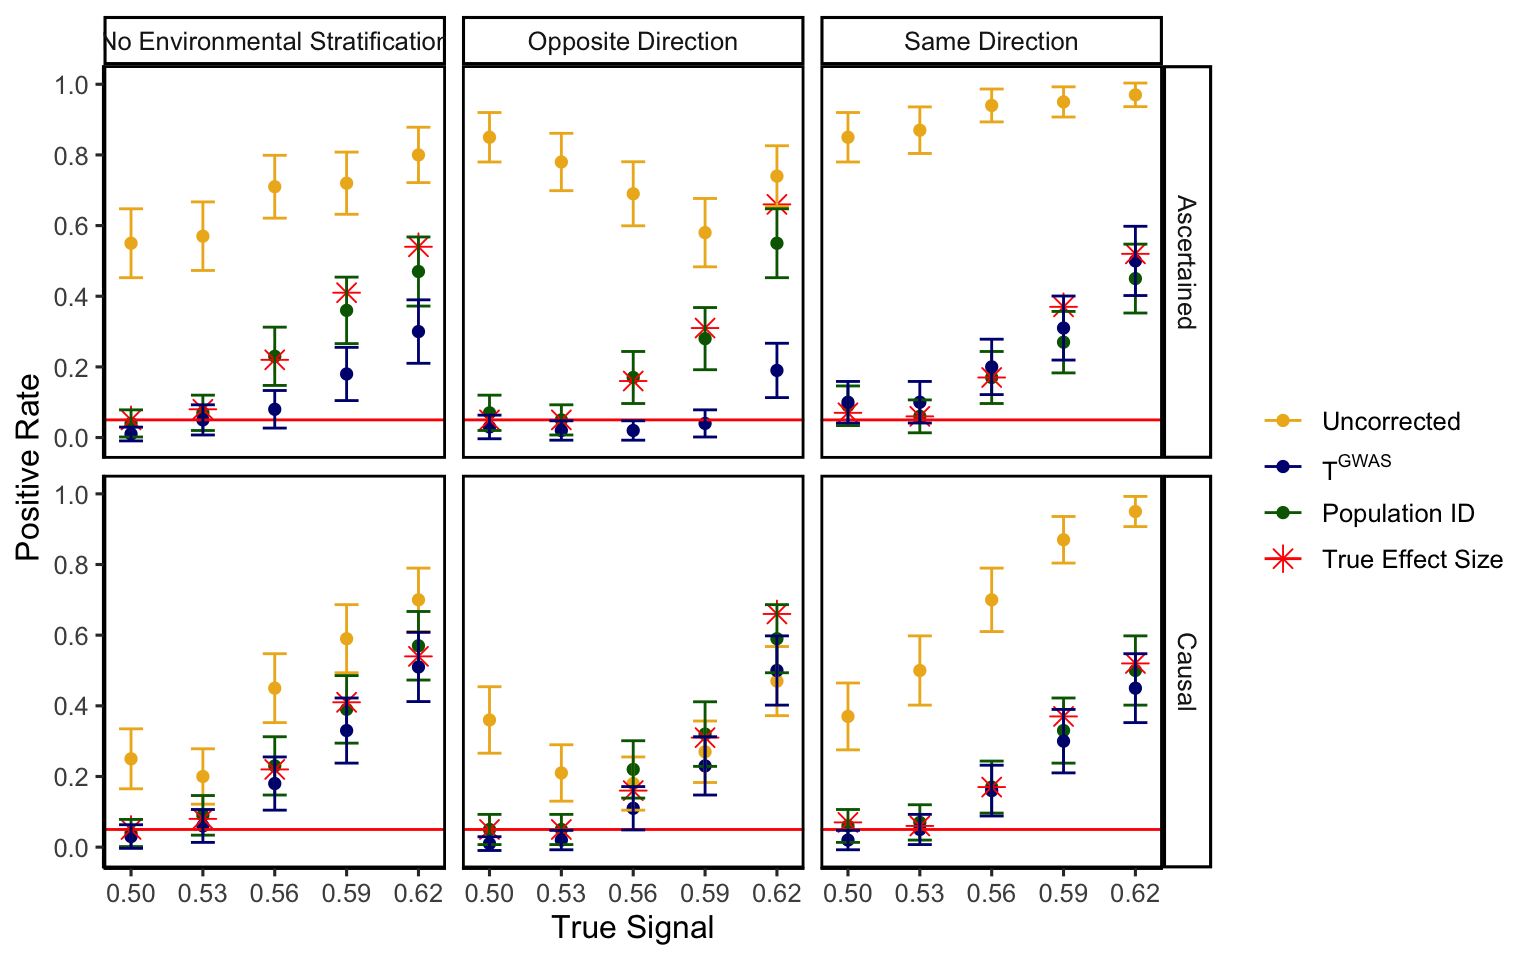 No Environmental Stratification
Opposite Direction
Same Direction
1.0
0.8
0.6
0.4
0.2
0.0
Ascertained
1.0
0.8
0.6
0.4
0.2
0.0
Causal
Positive Rate
0.50 0.53 0.56 0.59 0.62
0.50 0.53 0.56 0.59 0.62
0.50 0.53 0.56 0.59 0.62
True Signal
Uncorrected
T^GWAS
Population ID
True Effect Size